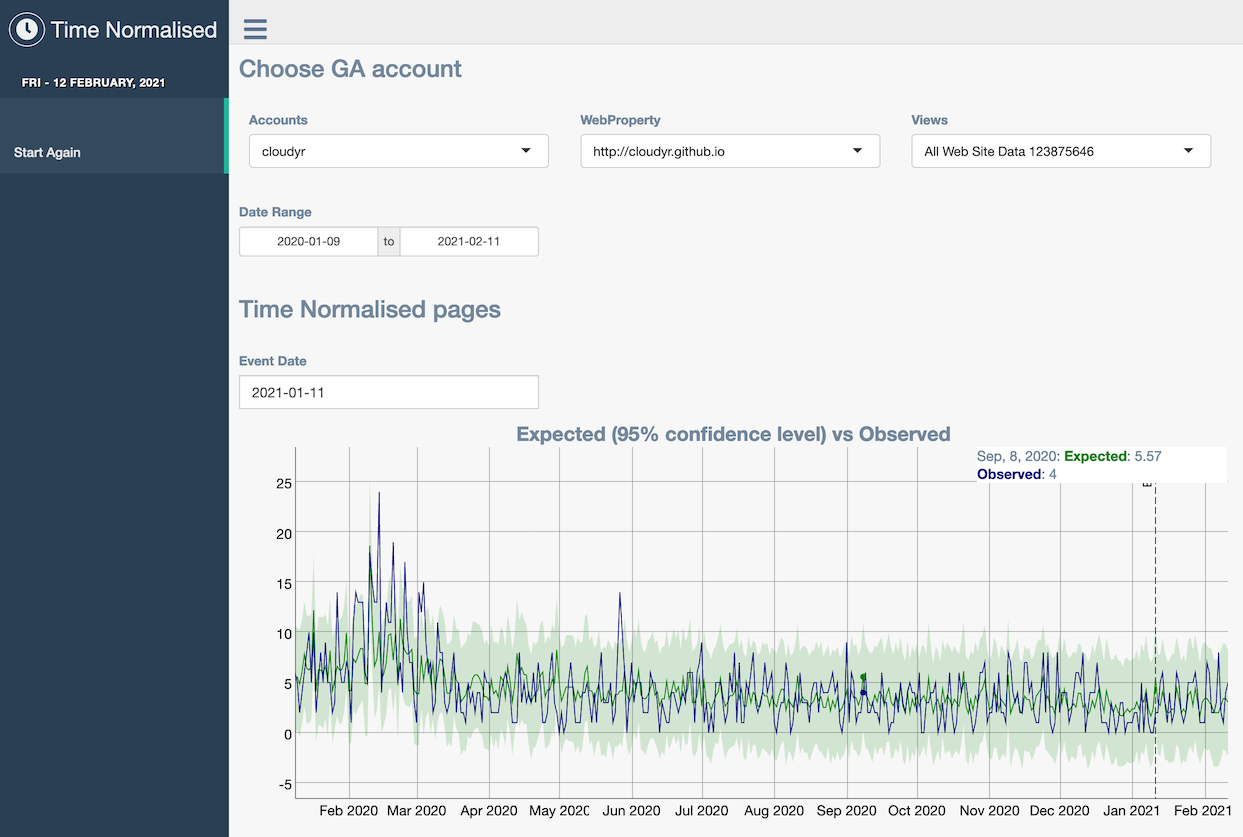 Time Normalised
FRI - 12 FEBRUARY, 2021
Start Again
Choose GA account
Accounts WebProperty Views
cloudyr http://cloudyr.github.io All Web Site Data 123875646
Date Range
2020-01-09 to 2021-02-11
Time Normalised pages
Event Date
2021-01-11
Expected (95% confidence level) vs Observed
Sep, 8, 2020: Expected: 5.57
Observed: 4
25
20
15
10
5
0
-5
Feb 2020 Mar 2020 Apr 2020 May 2020 Jun 2020 Jul 2020 Aug 2020 Sep 2020 Oct 2020 Nov 2020 Dec 2020 Jan 2021 Feb 2021